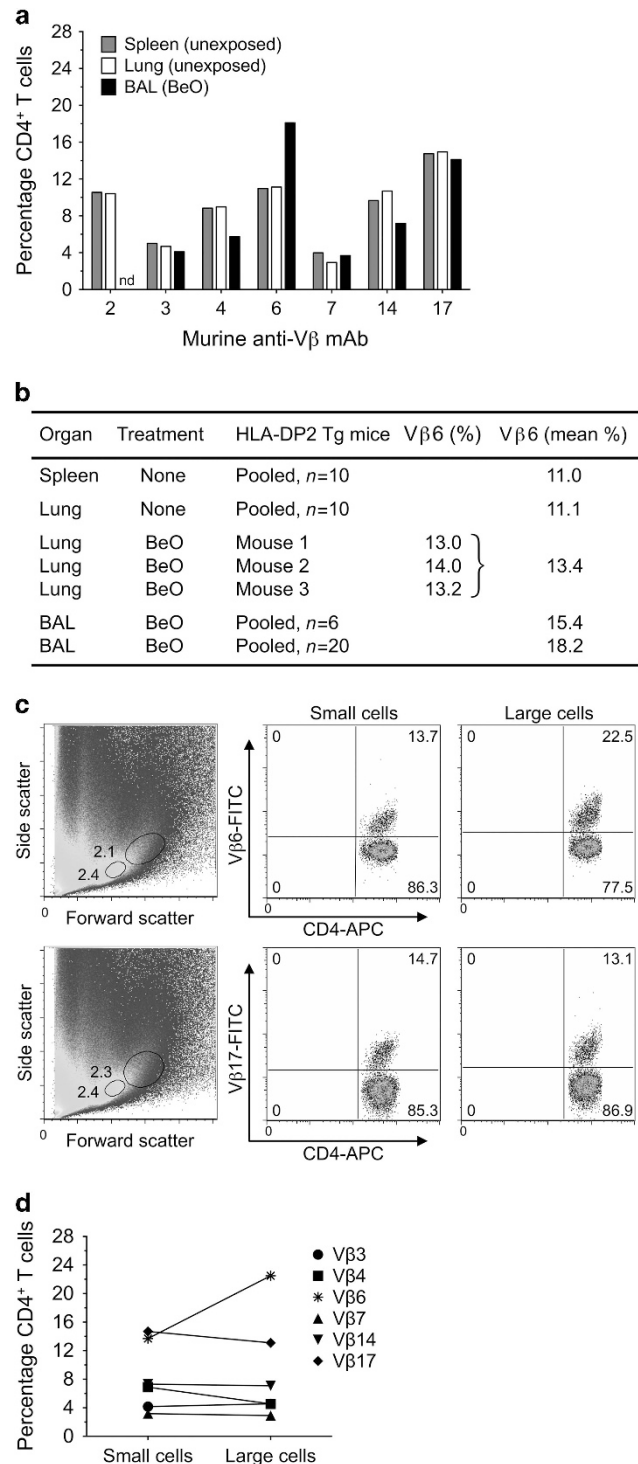 a
28
24
20
16
12
8
4
0
Percentage CD4⁺ T cells
Spleen (unexposed)
Lung (unexposed)
BAL (BeO)
nd
2 3 4 6 7 14 17
Murine anti-Vβ mAb
b
Organ Treatment HLA-DP2 Tg mice Vβ6 (%) Vβ6 (mean %)
Spleen None Pooled, n=10 11.0
Lung None Pooled, n=10 11.1
Lung BeO Mouse 1 13.0
Lung BeO Mouse 2 14.0 13.4
Lung BeO Mouse 3 13.2
BAL BeO Pooled, n=6 15.4
BAL BeO Pooled, n=20 18.2
c
Small cells Large cells
Side scatter
2.1
2.4
0
Forward scatter
Vβ6-FITC
0 13.7
0 86.3
0
0 22.5
0 77.5
0
CD4-APC
Side scatter
2.3
2.4
0
Forward scatter
Vβ17-FITC
0 14.7
0 85.3
0
0 13.1
0 86.9
0
CD4-APC
d
28
24
20
16
12
8
4
0
Percentage CD4⁺ T cells
Vβ3
Vβ4
Vβ6
Vβ7
Vβ14
Vβ17
Small cells Large cells